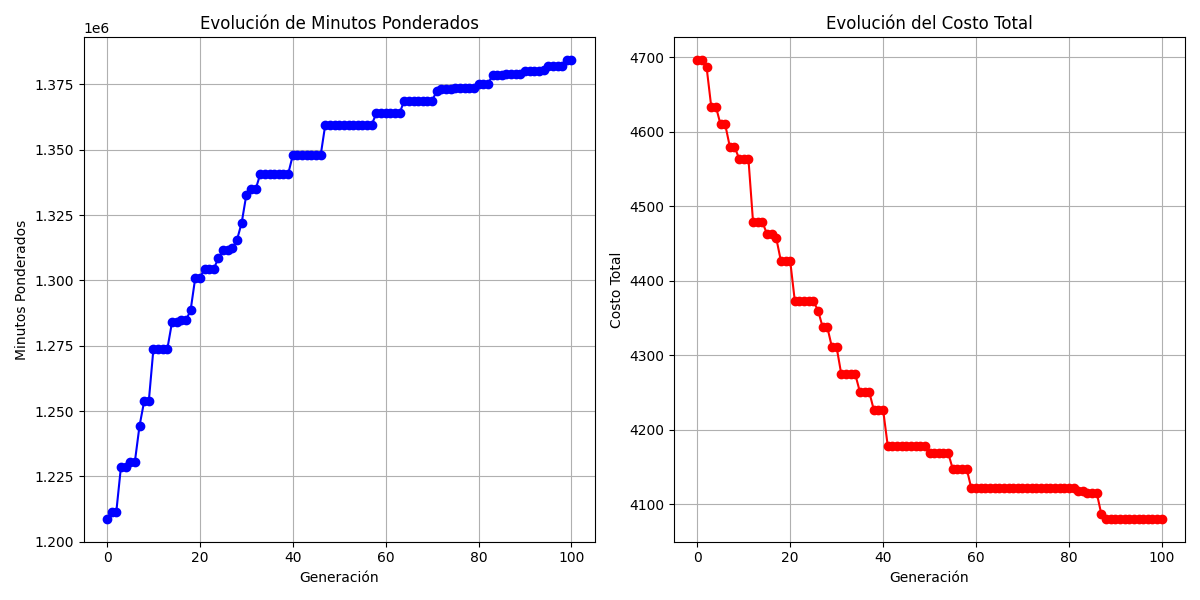 Evolución de Minutos Ponderados
1e6
1.375
1.350
1.325
1.300
1.275
1.250
1.225
1.200
Minutos Ponderados
0 20 40 60 80 100
Generación
Evolución del Costo Total
4700
4600
4500
4400
4300
4200
4100
Costo Total
0 20 40 60 80 100
Generación